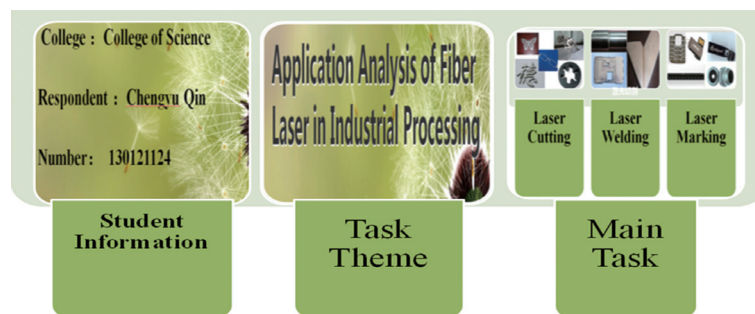 College : College of Science
Respondent : Chengyu Qin
Number: 130121124
Student
Information
Application Analysis of Fiber
Laser in Industrial Processing
Task
Theme
Laser
Cutting
Laser
Welding
Laser
Marking
Main
Task